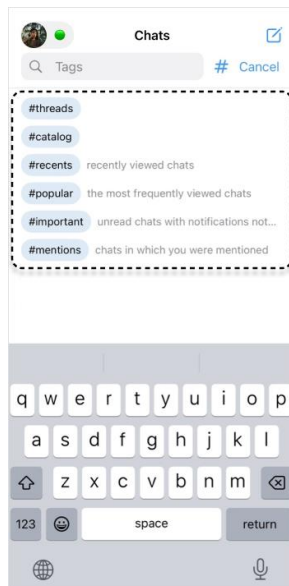 Chats
Tags # Cancel
#threads
#catalog
#recents recently viewed chats
#popular the most frequently viewed chats
#important unread chats with notifications not...
#mentions chats in which you were mentioned
q w e r t y u i o p
a s d f g h j k l
z x c v b n m
123 space return